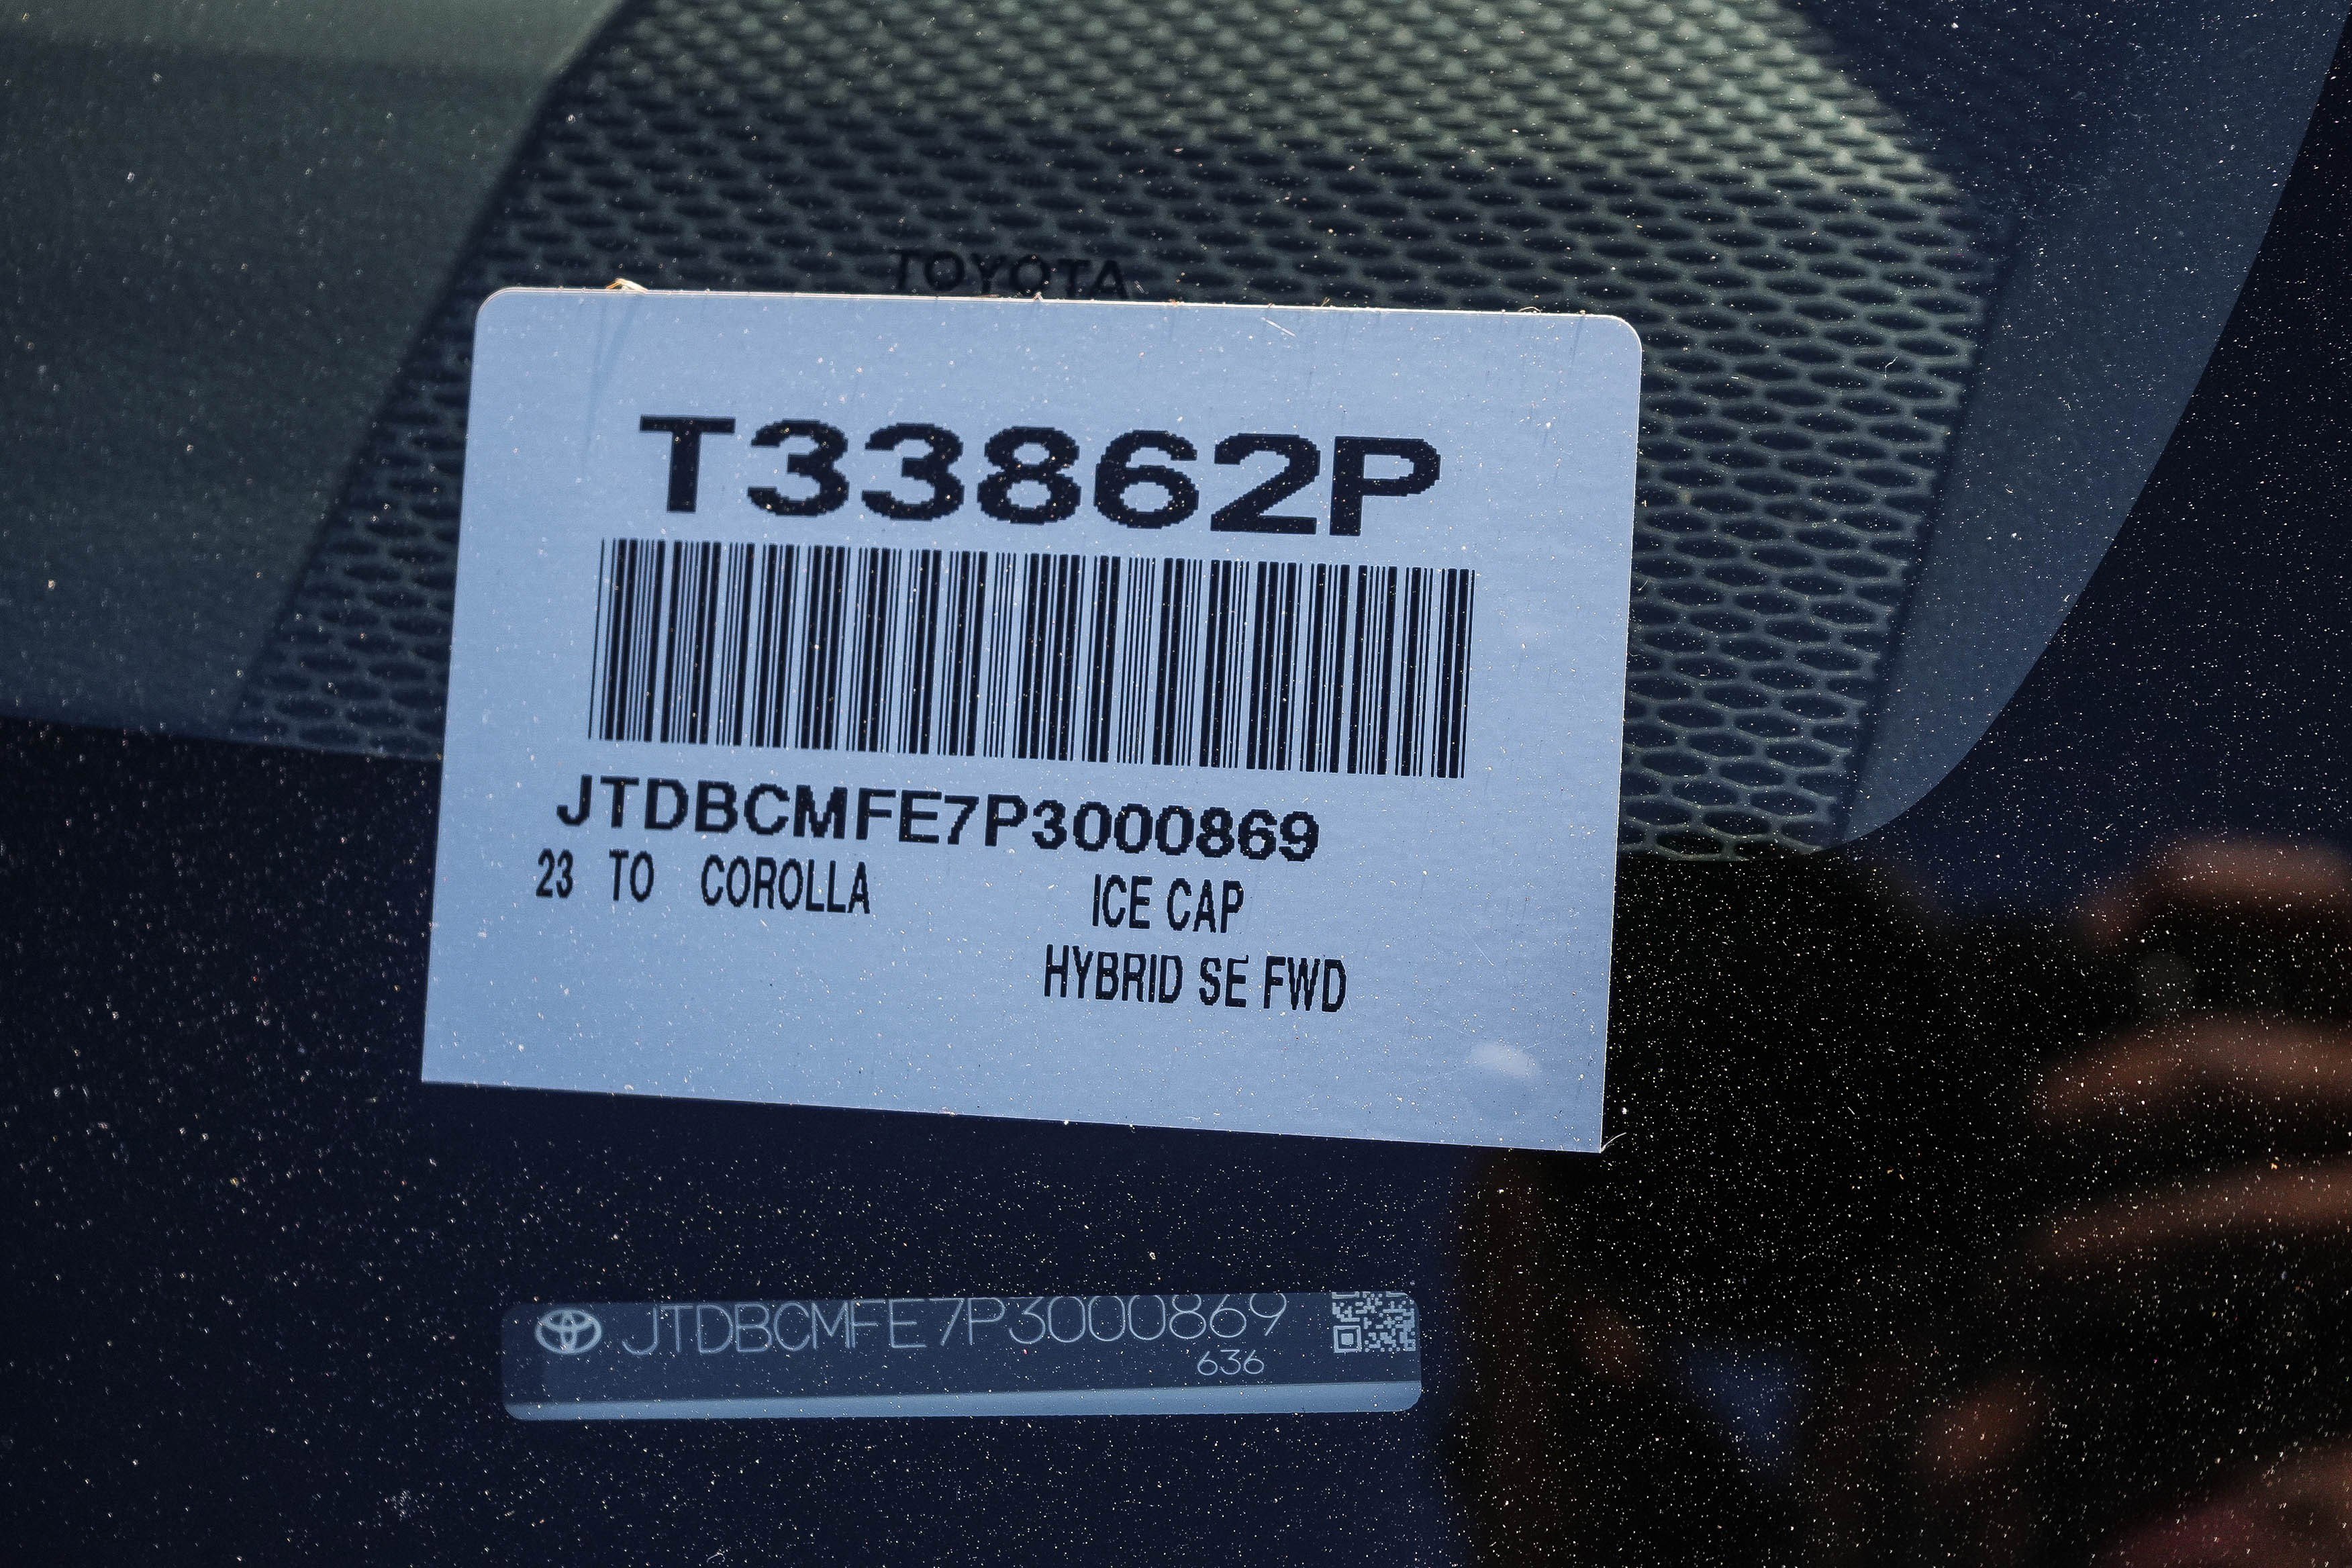 TOYOTA
T33862P
JTDBCMFE7P3000869
23 TO COROLLA ICE CAP
HYBRID SE FWD
JTDBCMFE7P3000869
636